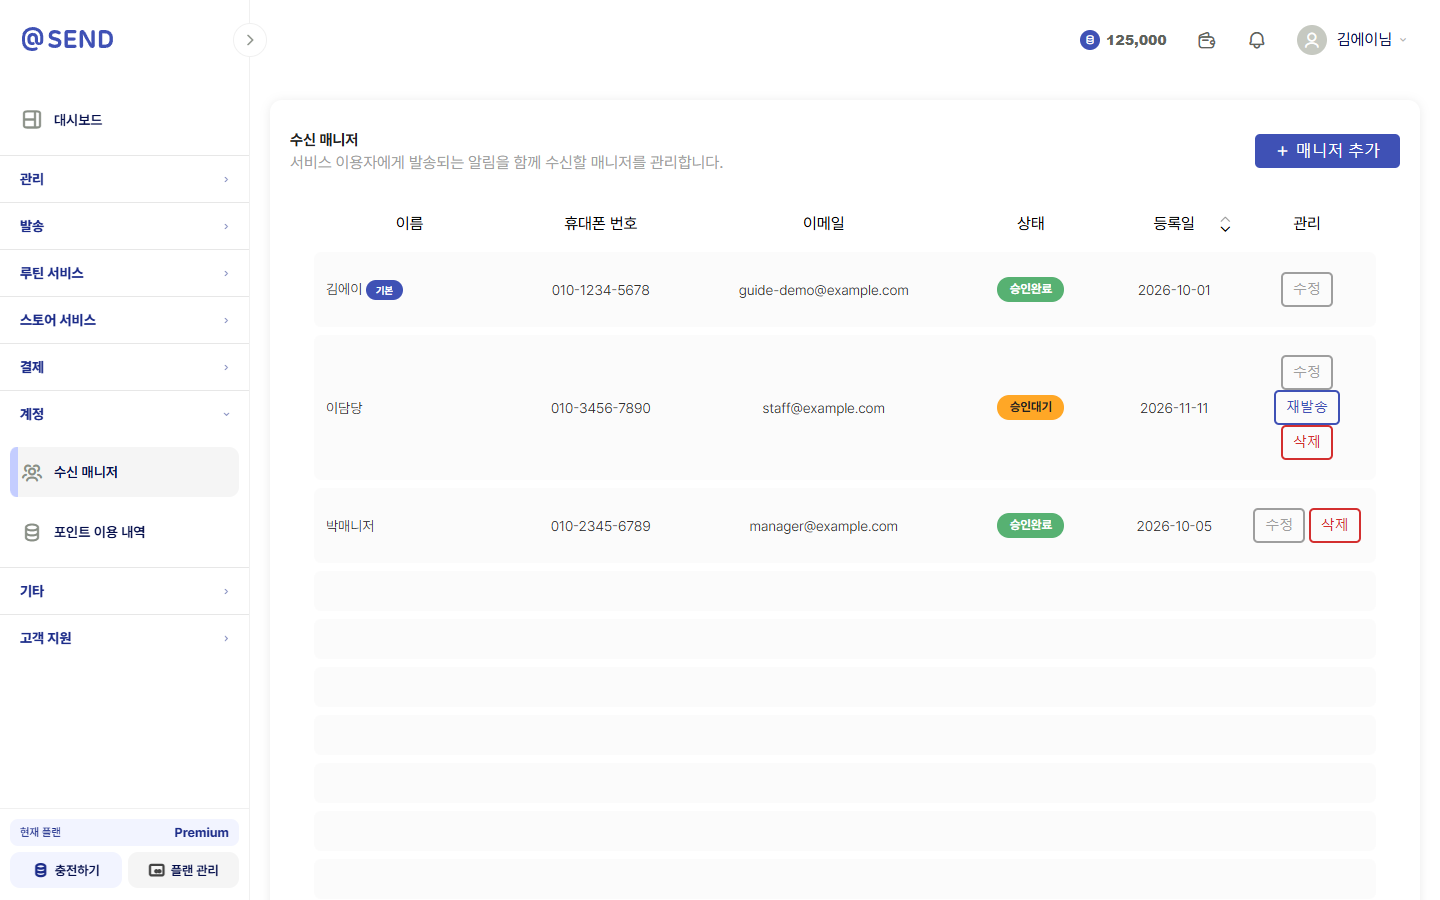 @SEND
125,000
김에이님
대시보드
관리
발송
루틴 서비스
스토어 서비스
결제
계정
수신 매니저
포인트 이용 내역
기타
고객 지원
현재 플랜 Premium
충전하기 플랜 관리
수신 매니저
서비스 이용자에게 발송되는 알림을 함께 수신할 매니저를 관리합니다.
+ 매니저 추가
이름 휴대폰 번호 이메일 상태 등록일 관리
김에이 기본 010-1234-5678 guide-demo@example.com 승인완료 2026-10-01 수정
이담당 010-3456-7890 staff@example.com 승인대기 2026-11-11 수정
재발송
삭제
박매니저 010-2345-6789 manager@example.com 승인완료 2026-10-05 수정 삭제